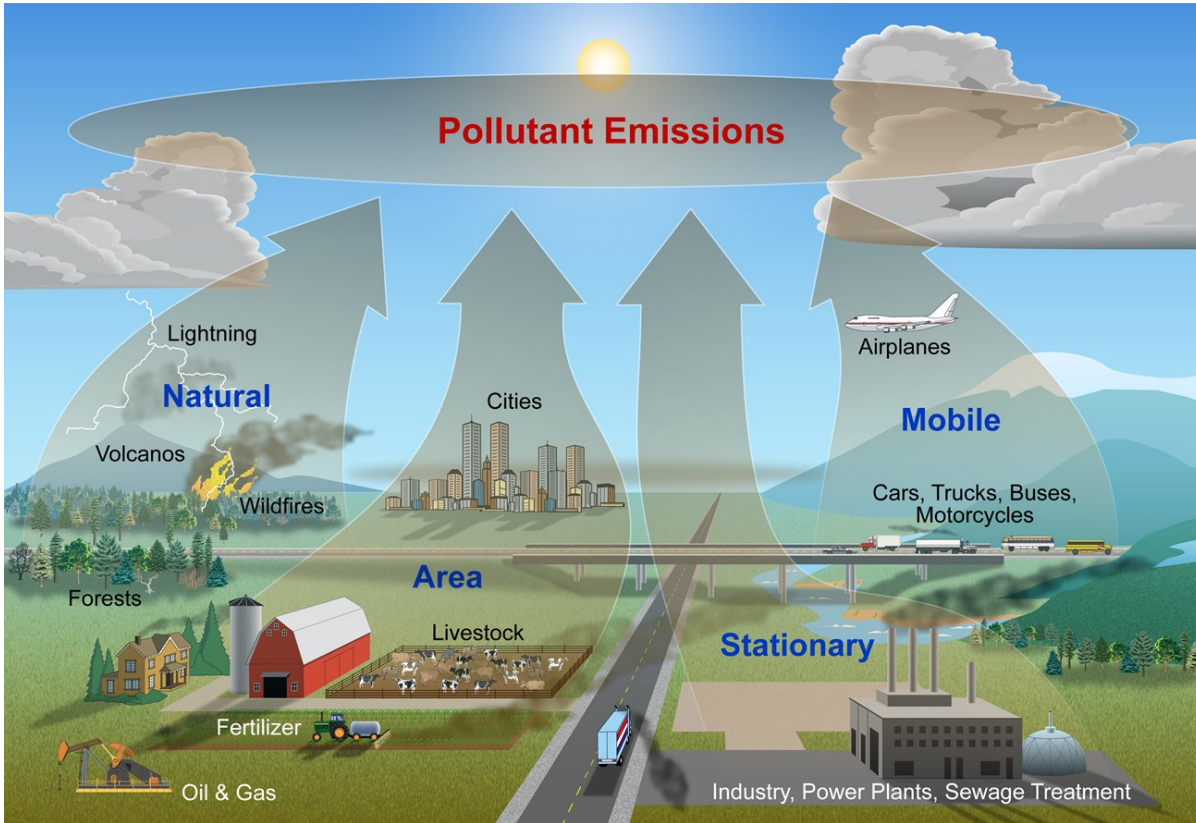 Pollutant Emissions
Lightning
Natural
Volcanos
Wildfires
Forests
Cities
Area
Livestock
Fertilizer
Oil & Gas
Airplanes
Mobile
Cars, Trucks, Buses,
Motorcycles
Stationary
Industry, Power Plants, Sewage Treatment